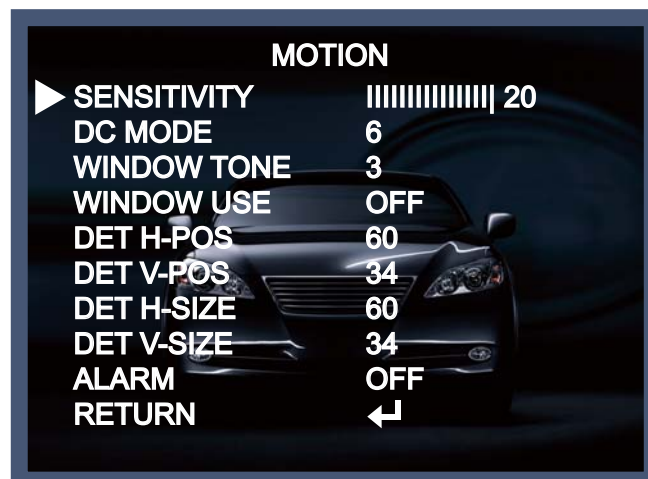 MOTION
SENSITIVITY |||||||||||||||| 20
DC MODE 6
WINDOW TONE 3
WINDOW USE OFF
DET H-POS 60
DET V-POS 34
DET H-SIZE 60
DET V-SIZE 34
ALARM OFF
RETURN ↵